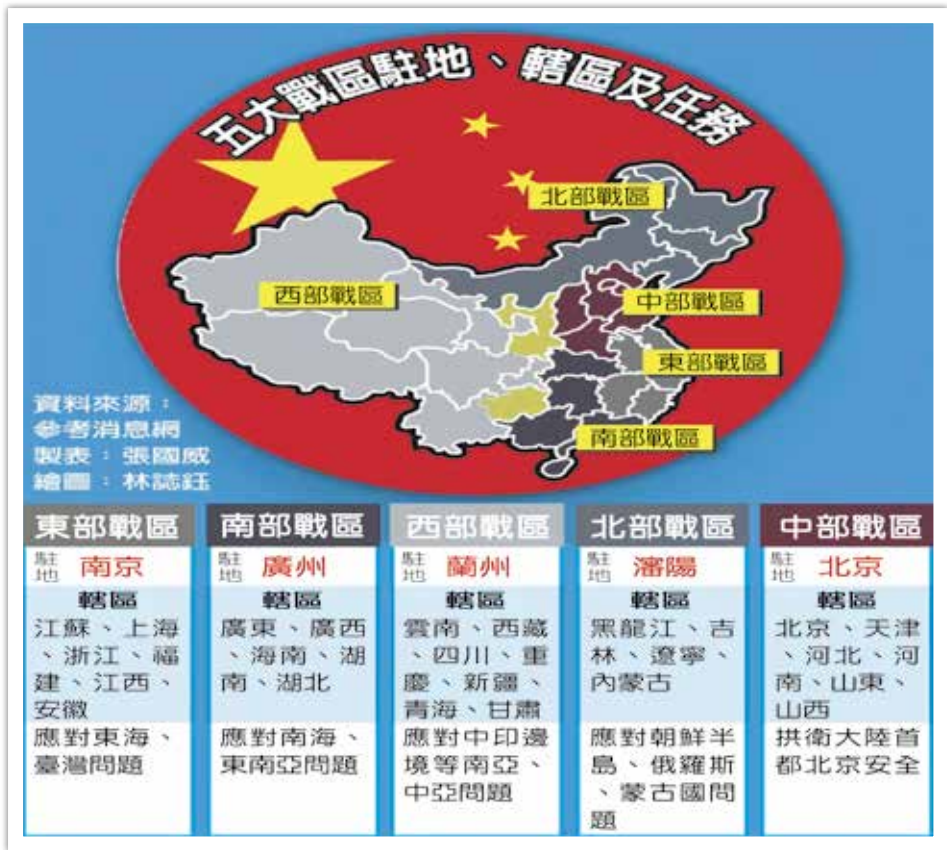 五大戰區駐地、轄區及任務
北部戰區
西部戰區
中部戰區
東部戰區
南部戰區
資料來源：
參考消息網
製表：張國威
繪圖：林誌鈺
東部戰區
駐地 南京
轄區
江蘇、上海
、浙江、福
建、江西、
安徽
應對東海、
臺灣問題
南部戰區
駐地 廣州
轄區
廣東、廣西
、海南、湖
南、湖北
應對南海、
東南亞問題
西部戰區
駐地 蘭州
轄區
雲南、西藏
、四川、重
慶、新疆、
青海、甘肅
應對中印邊
境等南亞、
中亞問題
北部戰區
駐地 瀋陽
轄區
黑龍江、吉
林、遼寧、
內蒙古
應對朝鮮半
島、俄羅斯
、蒙古國問
題
中部戰區
駐地 北京
轄區
北京、天津
、河北、河
南、山東、
山西
拱衛大陸首
都北京安全